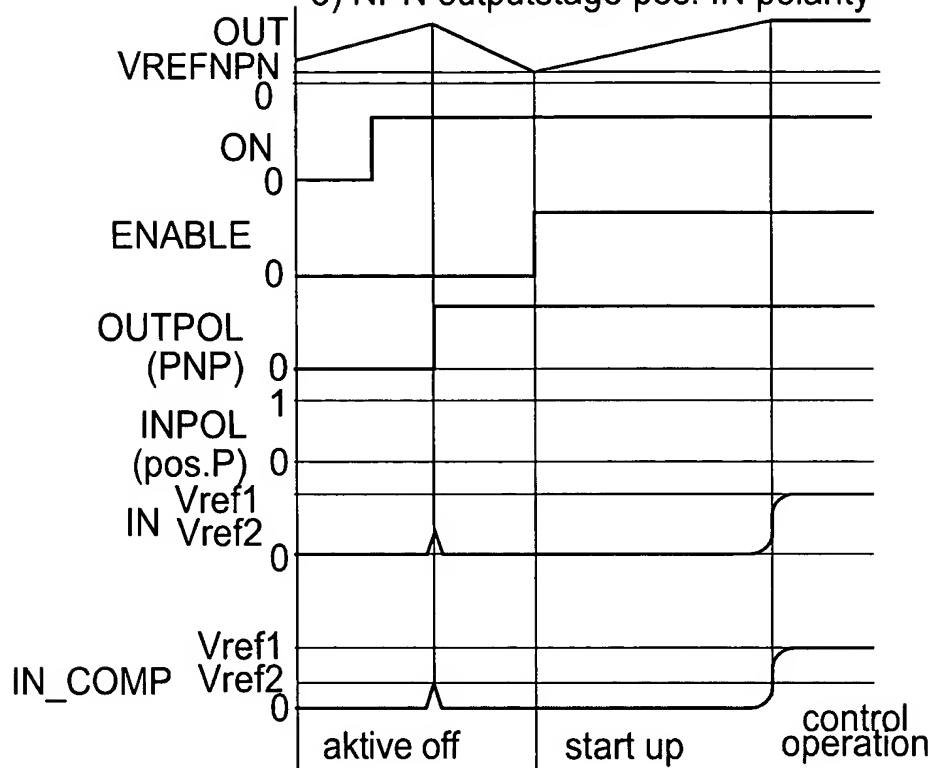 c) NPN outputstage pos. IN polarity
OUT
VREFNPN
0
ON
0
ENABLE
0
OUTPOL
(PNP) 0
1
INPOL
(pos.P) 0
Vref1
IN Vref2
0
Vref1
IN_COMP Vref2
0
aktive off
start up
control
operation